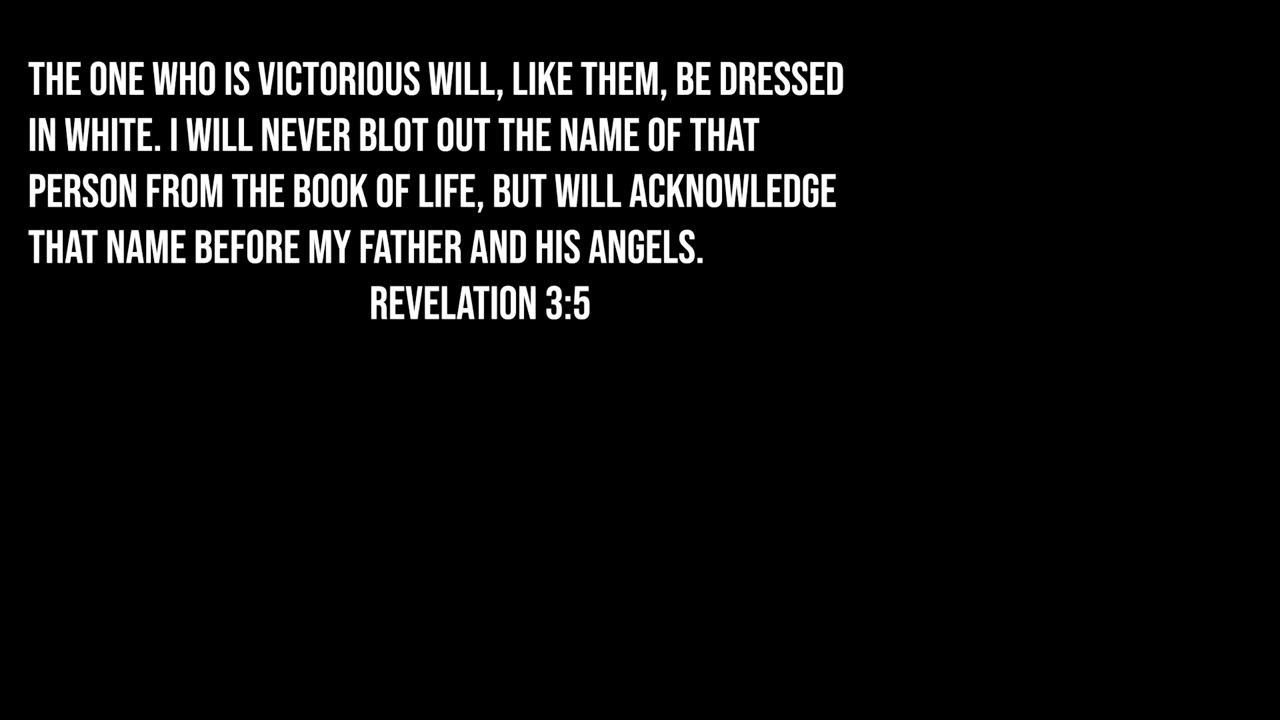 THE ONE WHO IS VICTORIOUS WILL, LIKE THEM, BE DRESSED
IN WHITE. I WILL NEVER BLOT OUT THE NAME OF THAT
PERSON FROM THE BOOK OF LIFE, BUT WILL ACKNOWLEDGE
THAT NAME BEFORE MY FATHER AND HIS ANGELS.
REVELATION 3:5